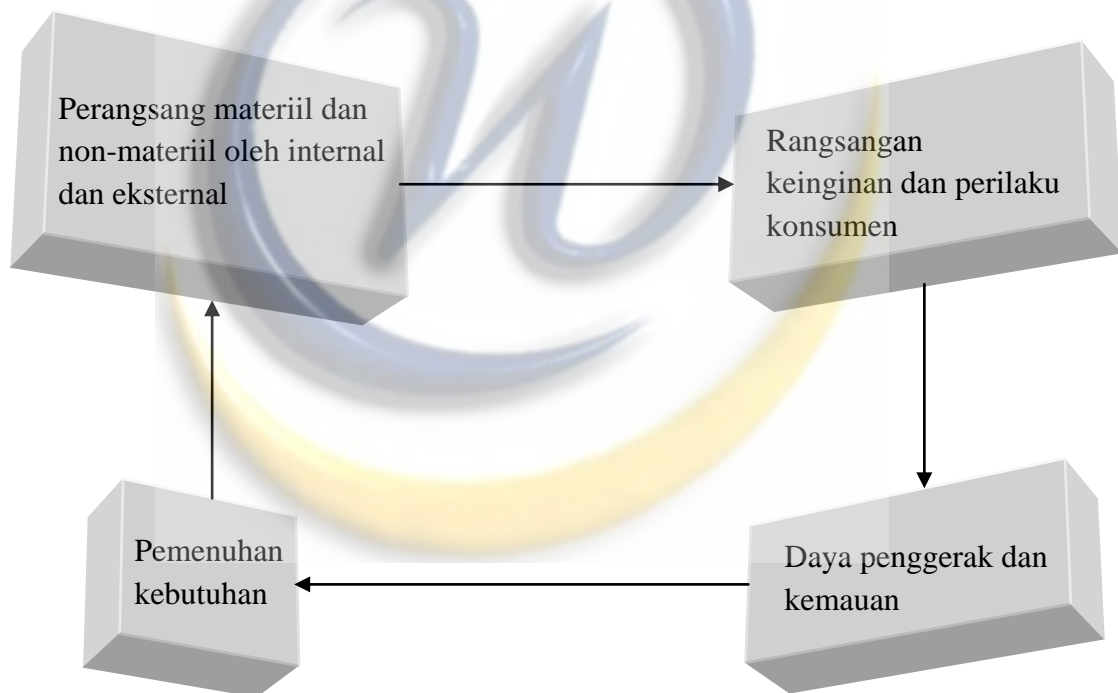 Perangsang materiil dan
non-materiil oleh internal
dan eksternal
Rangsangan
keinginan dan perilaku
konsumen
Daya penggerak dan
kemauan
Pemenuhan
kebutuhan